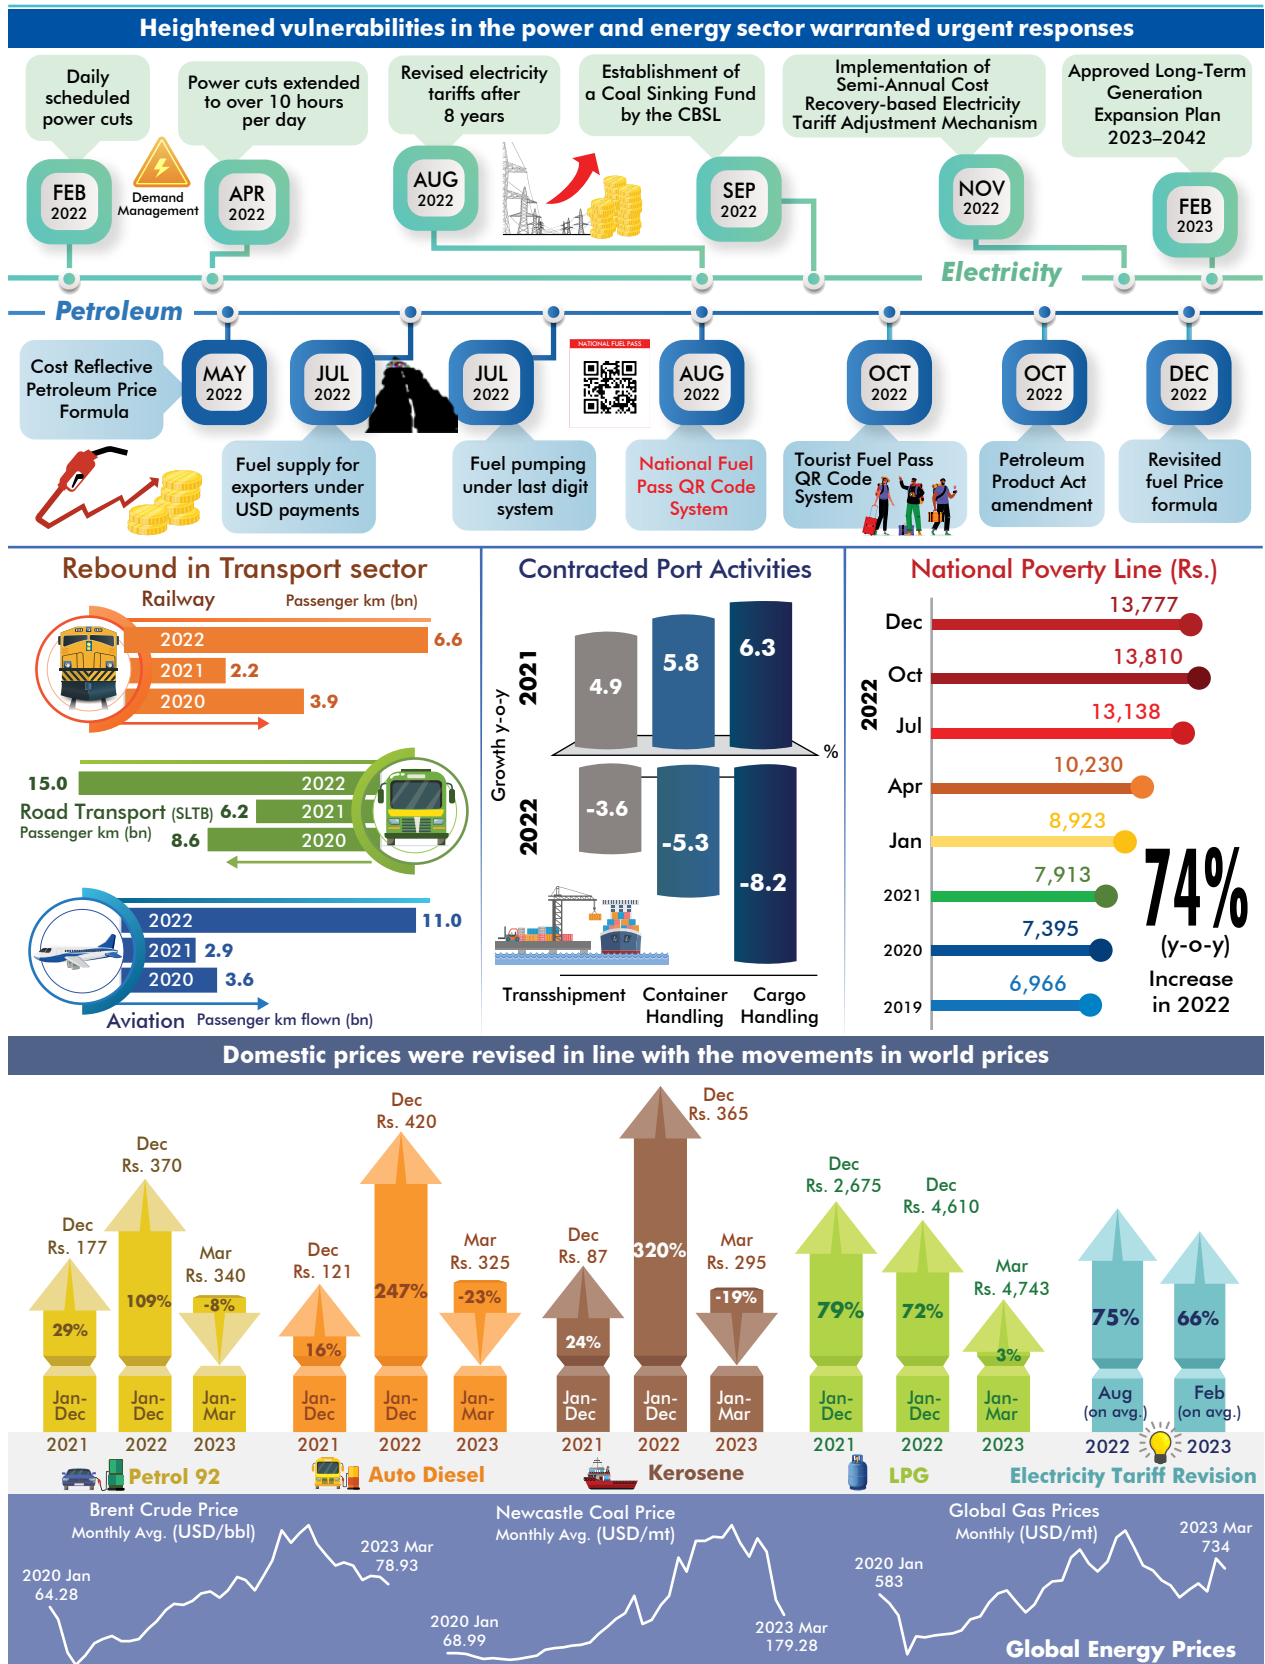 Heightened vulnerabilities in the power and energy sector warranted urgent responses
Daily
scheduled
power cuts
Power cuts extended
to over 10 hours
per day
Revised electricity
tariffs after
8 years
Establishment of
a Coal Sinking Fund
by the CBSL
Implementation of
Semi-Annual Cost
Recovery-based Electricity
Tariff Adjustment Mechanism
Approved Long-Term
Generation
Expansion Plan
2023–2042
FEB
2022
Demand
Management
APR
2022
AUG
2022
SEP
2022
NOV
2022
FEB
2023
Electricity
Petroleum
Cost Reflective
Petroleum Price
Formula
MAY
2022
JUL
2022
JUL
2022
NATIONAL FUEL PASS
AUG
2022
OCT
2022
OCT
2022
DEC
2022
Fuel supply for
exporters under
USD payments
Fuel pumping
under last digit
system
National Fuel
Pass QR Code
System
Tourist Fuel Pass
QR Code
System
Petroleum
Product Act
amendment
Revisited
fuel Price
formula
Rebound in Transport sector
Railway
Passenger km (bn)
2022
6.6
2021
2.2
2020
3.9
15.0
2022
Road Transport (SLTB)
6.2
2021
Passenger km (bn)
8.6
2020
2022
11.0
2021
2.9
2020
3.6
Aviation
Passenger km flown (bn)
Contracted Port Activities
Growth y-o-y
2021
4.9
5.8
6.3
%
2022
-3.6
-5.3
-8.2
Transshipment
Container
Handling
Cargo
Handling
National Poverty Line (Rs.)
2022
Dec
13,777
Oct
13,810
Jul
13,138
Apr
10,230
Jan
8,923
2021
7,913
2020
7,395
2019
6,966
74%
(y-o-y)
Increase
in 2022
Domestic prices were revised in line with the movements in world prices
Dec
Rs. 177
29%
Jan-
Dec
2021
Dec
Rs. 370
109%
Jan-
Dec
2022
Mar
Rs. 340
-8%
Jan-
Mar
2023
Petrol 92
Dec
Rs. 121
16%
Jan-
Dec
2021
Dec
Rs. 420
247%
Jan-
Dec
2022
Mar
Rs. 325
-23%
Jan-
Mar
2023
Auto Diesel
Dec
Rs. 87
24%
Jan-
Dec
2021
Dec
Rs. 365
320%
Jan-
Dec
2022
Mar
Rs. 295
-19%
Jan-
Mar
2023
Kerosene
Dec
Rs. 2,675
79%
Jan-
Dec
2021
Dec
Rs. 4,610
72%
Jan-
Dec
2022
Mar
Rs. 4,743
3%
Jan-
Mar
2023
LPG
75%
Aug
(on avg.)
2022
66%
Feb
(on avg.)
2023
Electricity Tariff Revision
Brent Crude Price
Monthly Avg. (USD/bbl)
2020 Jan
64.28
2023 Mar
78.93
Newcastle Coal Price
Monthly Avg. (USD/mt)
2020 Jan
68.99
2023 Mar
179.28
Global Gas Prices
Monthly (USD/mt)
2020 Jan
583
2023 Mar
734
Global Energy Prices